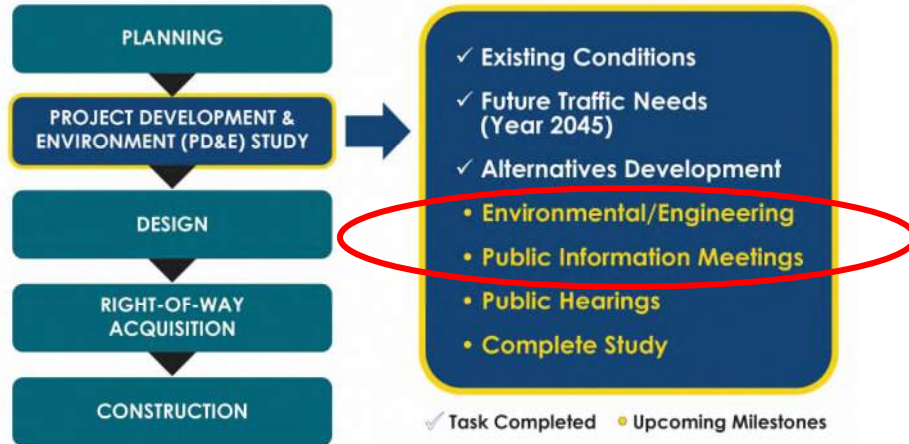 PLANNING
PROJECT DEVELOPMENT &
ENVIRONMENT (PD&E) STUDY
DESIGN
RIGHT-OF-WAY
ACQUISITION
CONSTRUCTION
✓ Existing Conditions
✓ Future Traffic Needs
(Year 2045)
✓ Alternatives Development
• Environmental/Engineering
• Public Information Meetings
• Public Hearings
• Complete Study
✓ Task Completed • Upcoming Milestones